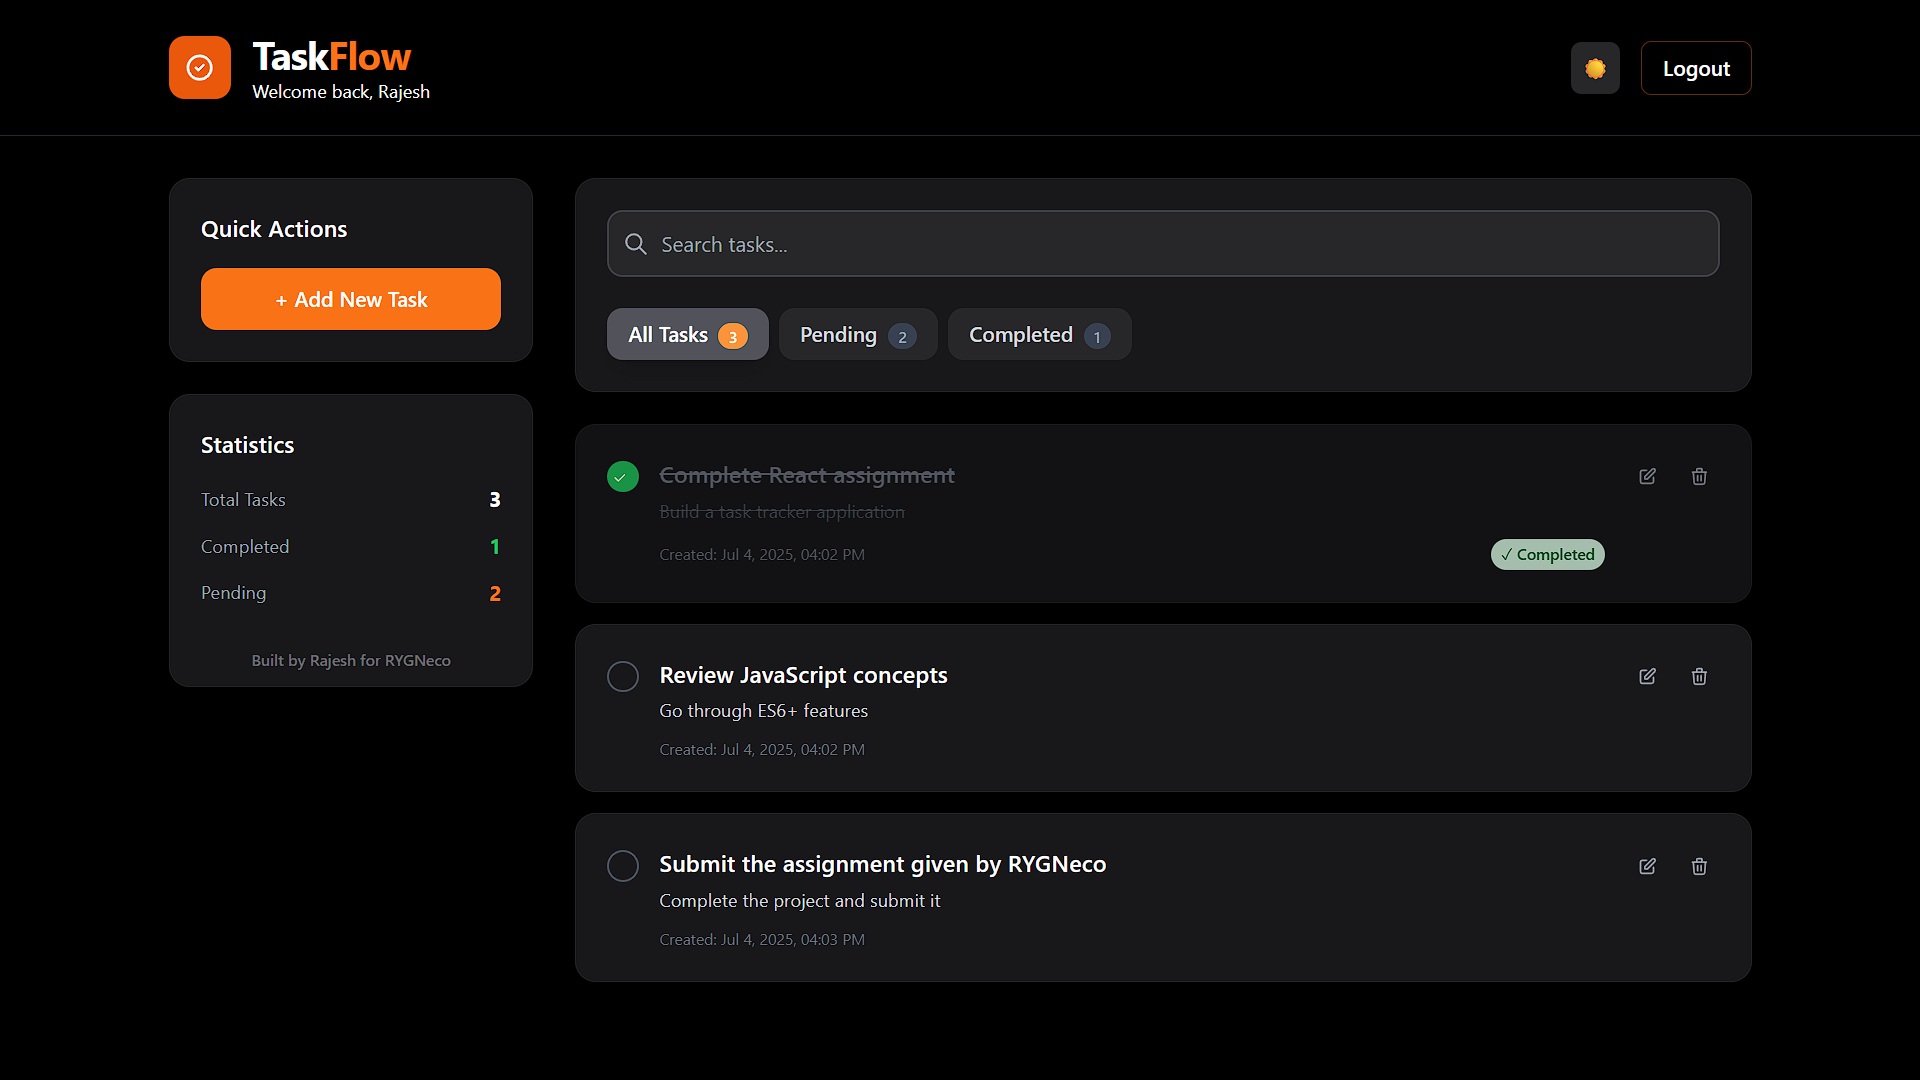 TaskFlow
Welcome back, Rajesh
Logout
Quick Actions
+ Add New Task
Statistics
Total Tasks 3
Completed 1
Pending 2
Built by Rajesh for RYGNeco
Search tasks...
All Tasks 3
Pending 2
Completed 1
Complete React assignment
Build a task tracker application
Created: Jul 4, 2025, 04:02 PM
✓ Completed
Review JavaScript concepts
Go through ES6+ features
Created: Jul 4, 2025, 04:02 PM
Submit the assignment given by RYGNeco
Complete the project and submit it
Created: Jul 4, 2025, 04:03 PM